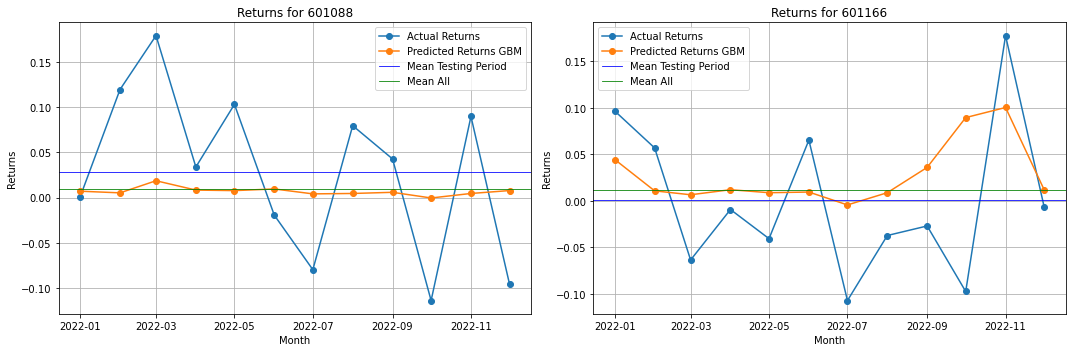 Returns for 601088
Actual Returns
Predicted Returns GBM
Mean Testing Period
Mean All
0.15
0.10
0.05
0.00
−0.05
−0.10
Returns
2022-01
2022-03
2022-05
2022-07
2022-09
2022-11
Month
Returns for 601166
Actual Returns
Predicted Returns GBM
Mean Testing Period
Mean All
0.15
0.10
0.05
0.00
−0.05
−0.10
Returns
2022-01
2022-03
2022-05
2022-07
2022-09
2022-11
Month